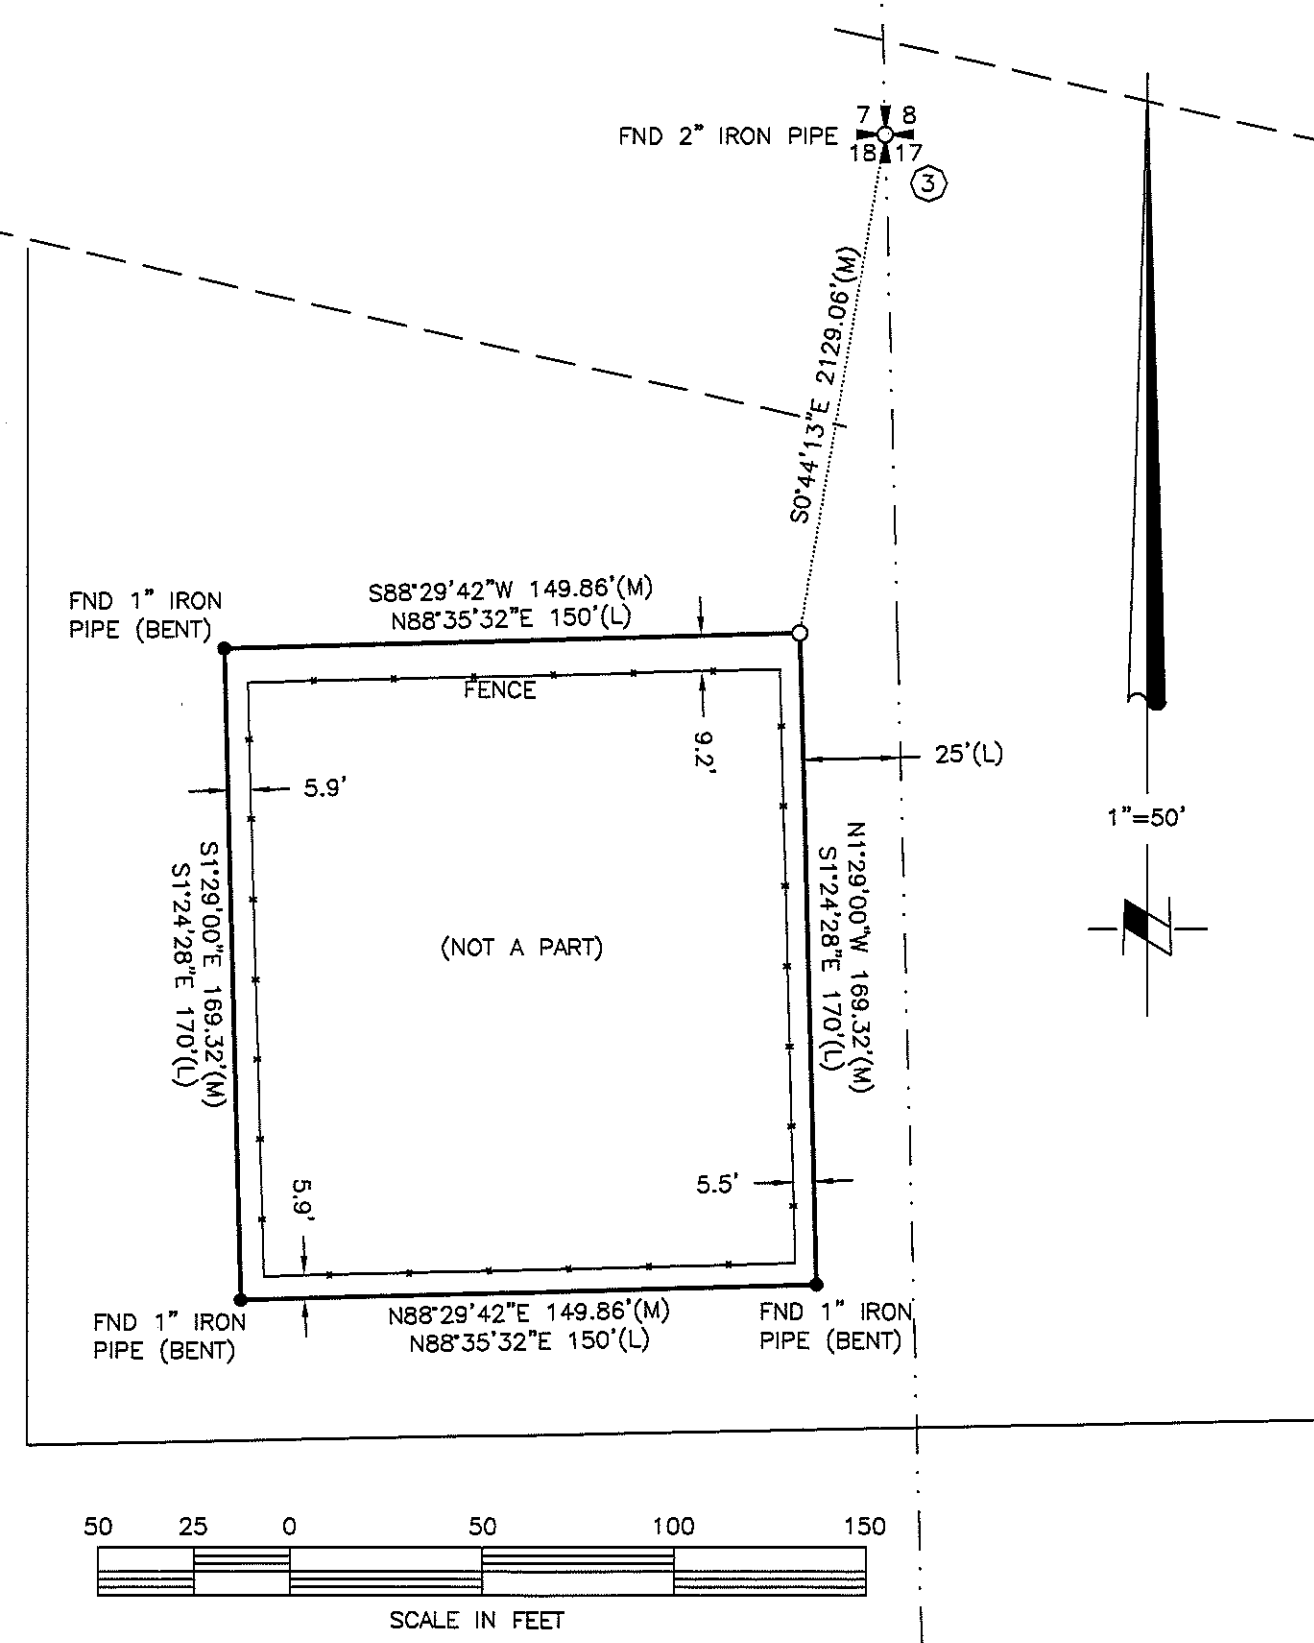 7 8
FND 2" IRON PIPE
18 17
3
S0°44'13"E 2129.06'(M)
S88°29'42"W 149.86'(M)
N88°35'32"E 150'(L)
FND 1" IRON
PIPE (BENT)
FENCE
9.2'
25'(L)
5.9'
1"=50'
S1°29'00"E 169.32'(M)
S1°24'28"E 170'(L)
N1°29'00"W 169.32'(M)
S1°24'28"E 170'(L)
(NOT A PART)
N
5.5'
5.9'
FND 1" IRON
PIPE (BENT)
N88°29'42"E 149.86'(M)
N88°35'32"E 150'(L)
FND 1" IRON
PIPE (BENT)
50 25 0 50 100 150
SCALE IN FEET